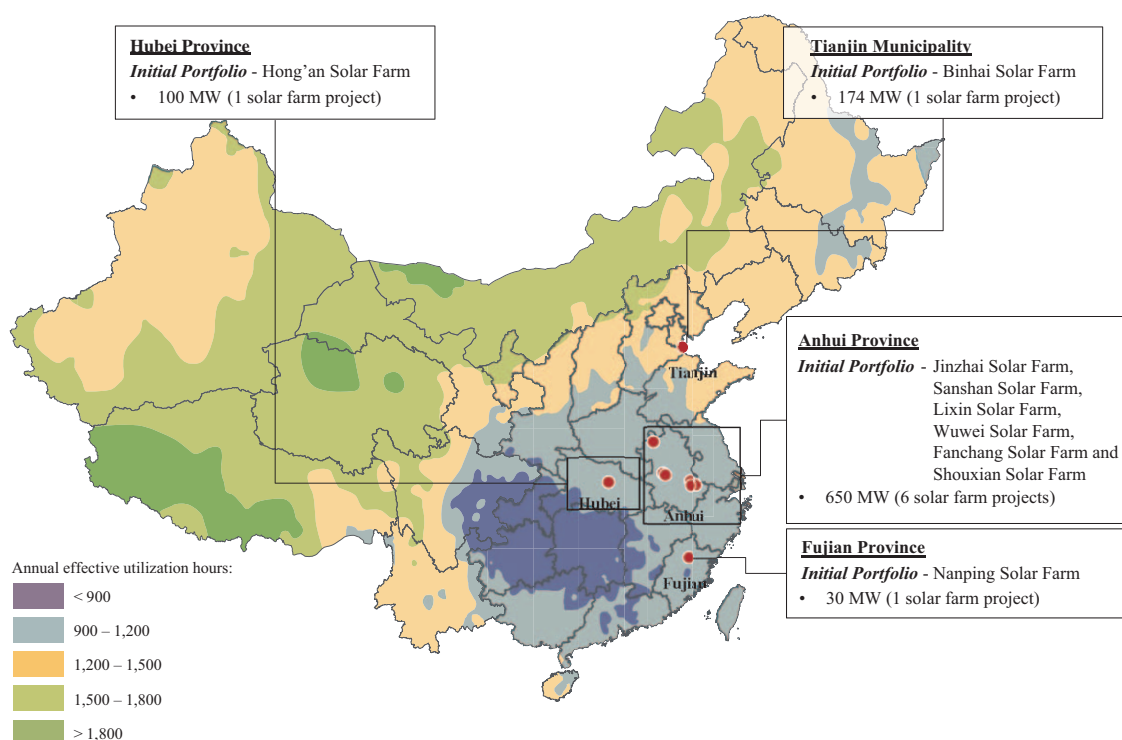 Hubei Province
Initial Portfolio - Hong'an Solar Farm
• 100 MW (1 solar farm project)
Tianjin Municipality
Initial Portfolio - Binhai Solar Farm
• 174 MW (1 solar farm project)
Anhui Province
Initial Portfolio - Jinzhai Solar Farm,
Sanshan Solar Farm,
Lixin Solar Farm,
Wuwei Solar Farm,
Fanchang Solar Farm and
Shouxian Solar Farm
• 650 MW (6 solar farm projects)
Fujian Province
Initial Portfolio - Nanping Solar Farm
• 30 MW (1 solar farm project)
Tianjin
Hubei
Anhui
Fujian
Annual effective utilization hours:
< 900
900 – 1,200
1,200 – 1,500
1,500 – 1,800
> 1,800